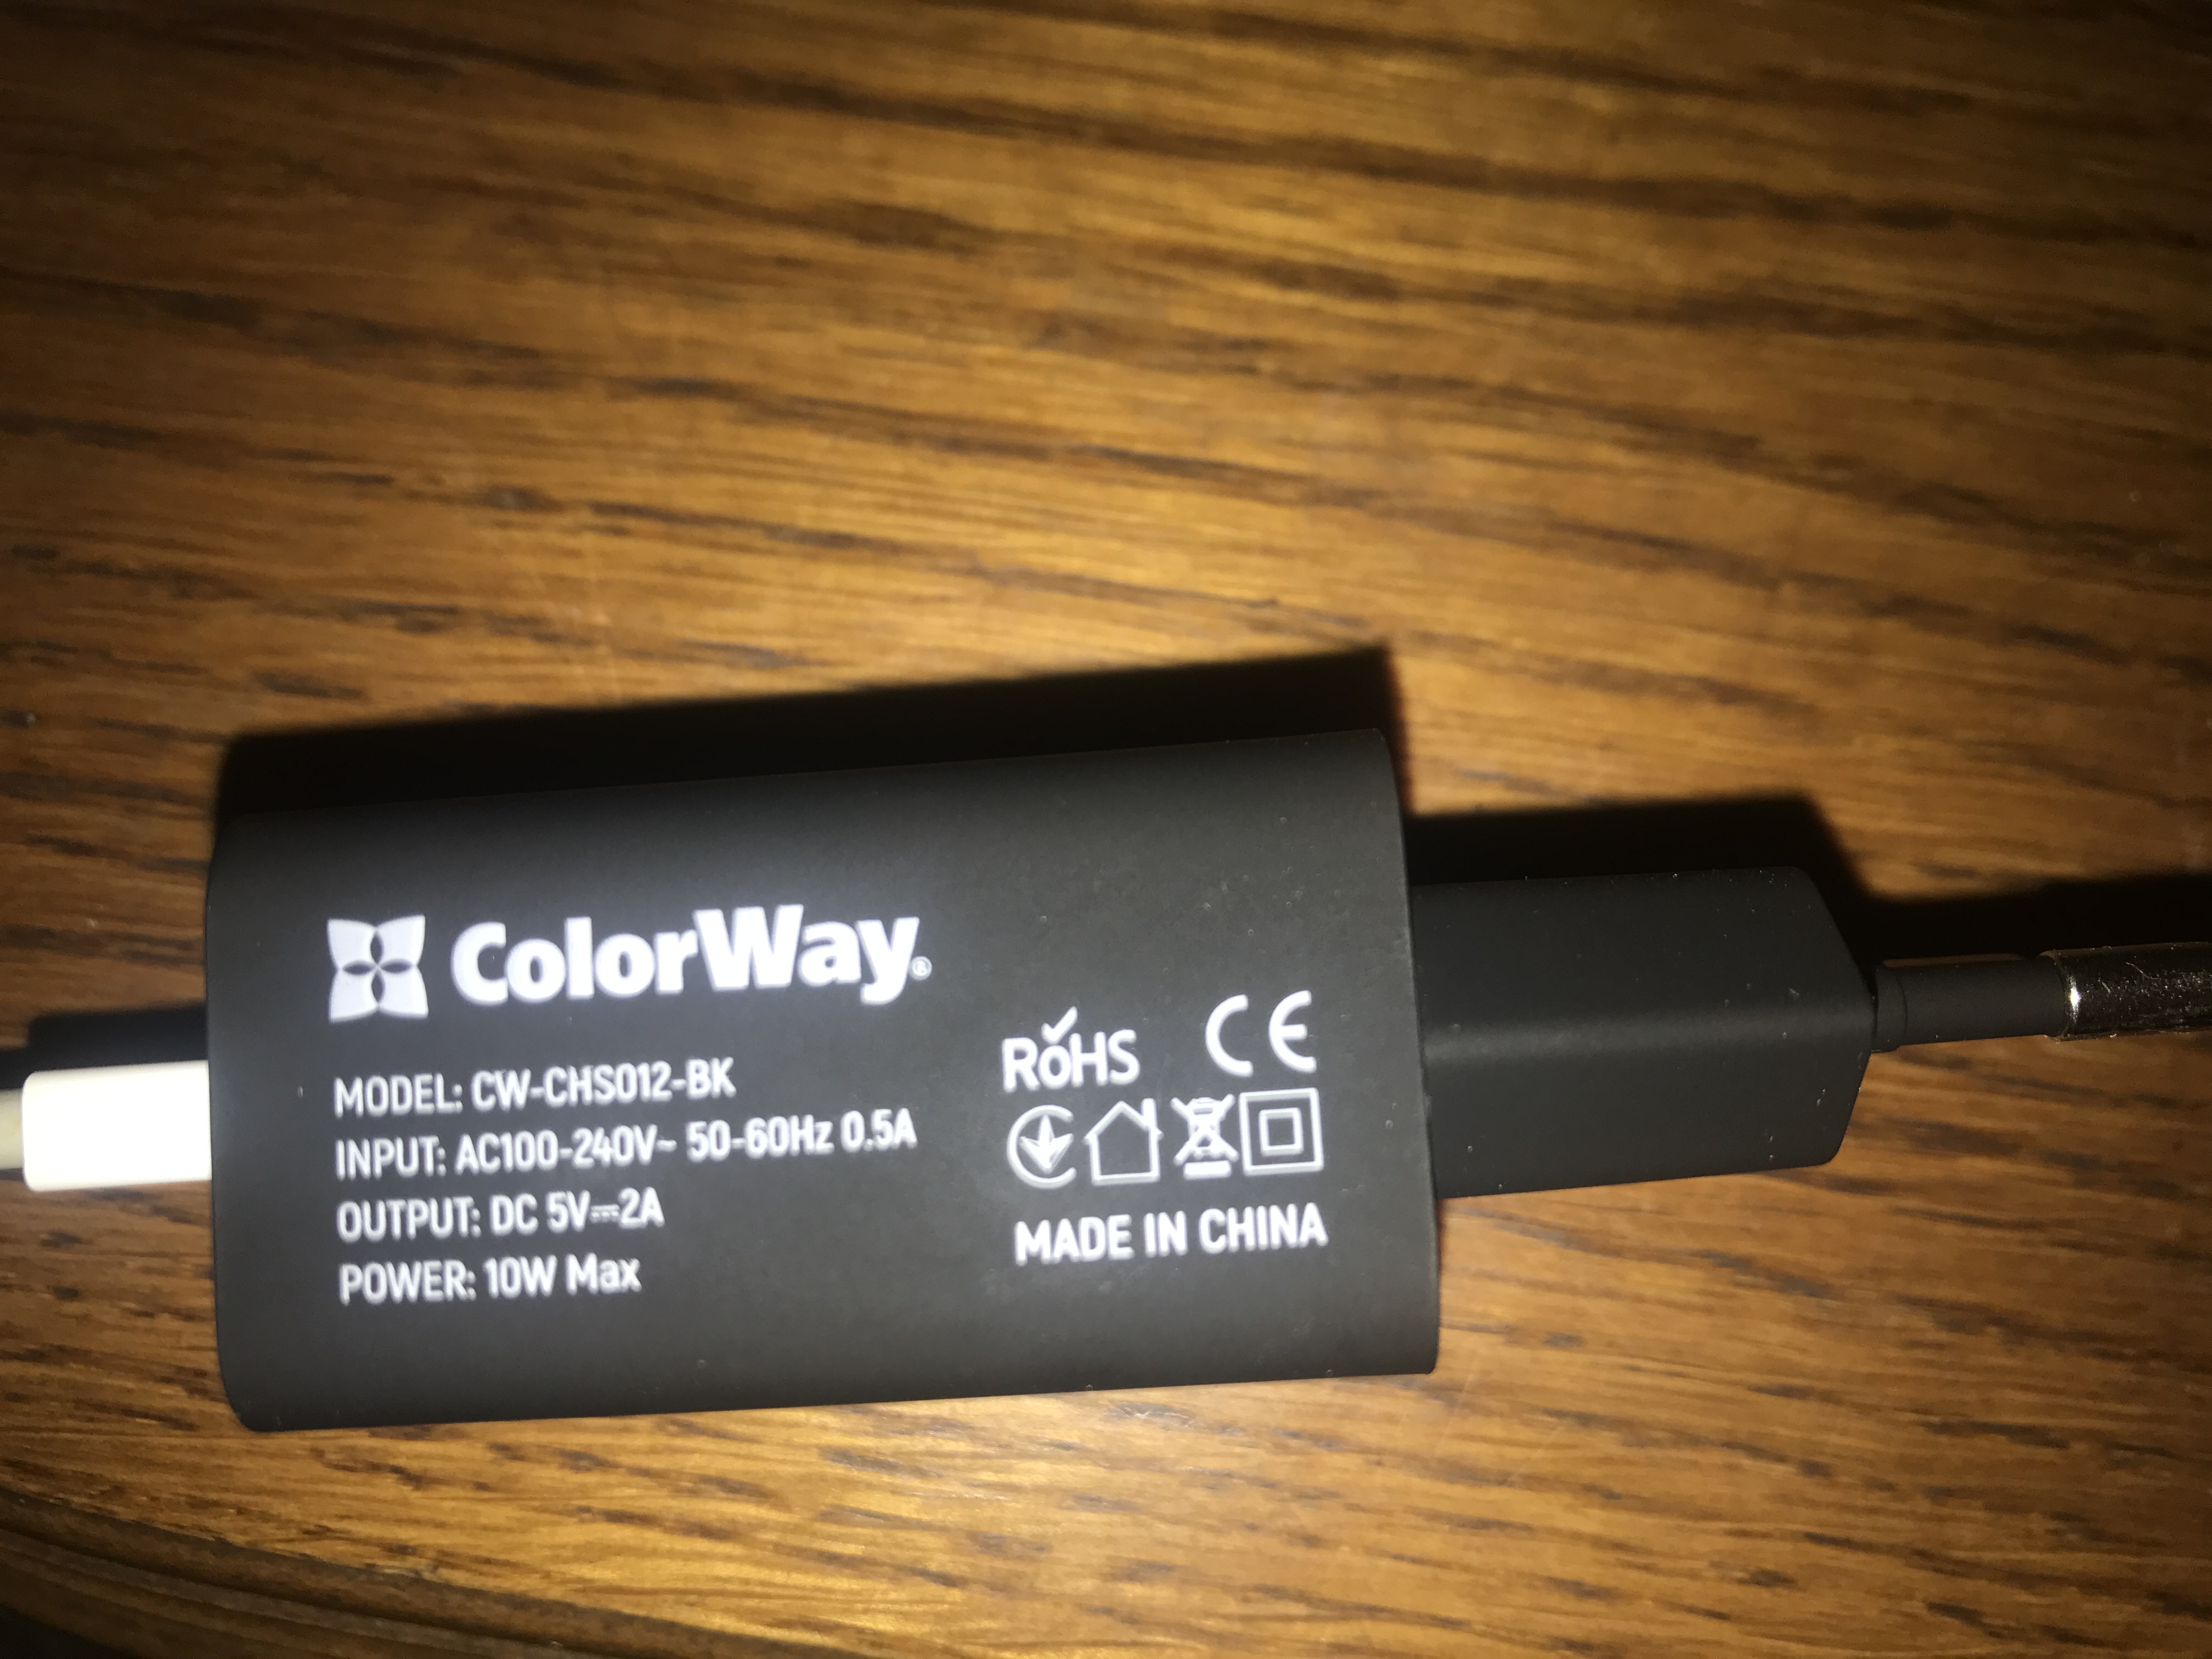 ColorWay®
MODEL: CW-CHS012-BK
INPUT: AC100-240V~ 50-60Hz 0.5A
OUTPUT: DC 5V⎓2A
POWER: 10W Max
RoHS CE
MADE IN CHINA